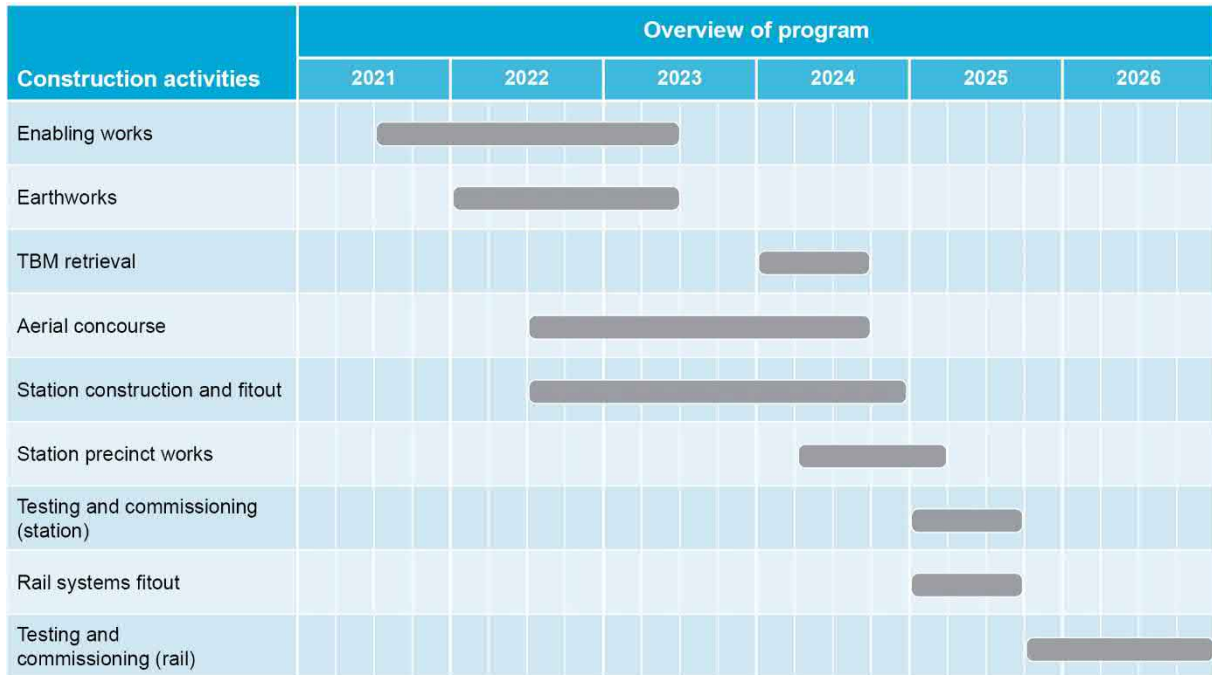 Overview of program
Construction activities
2021 2022 2023 2024 2025 2026
Enabling works
Earthworks
TBM retrieval
Aerial concourse
Station construction and fitout
Station precinct works
Testing and commissioning
(station)
Rail systems fitout
Testing and
commissioning (rail)